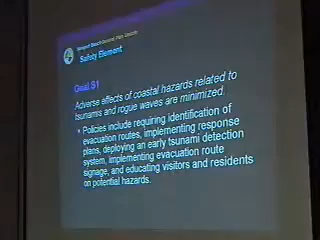 Newport Beach General Plan Update
Safety Element
Goal S1
Adverse effects of coastal hazards related to
tsunamis and rogue waves are minimized.
• Policies include requiring identification of
evacuation routes, implementing response
plans, deploying an early tsunami detection
system, implementing evacuation route
signage, and educating visitors and residents
on potential hazards.